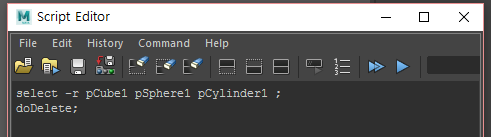 Script Editor
File Edit History Command Help
select -r pCube1 pSphere1 pCylinder1 ;
doDelete;